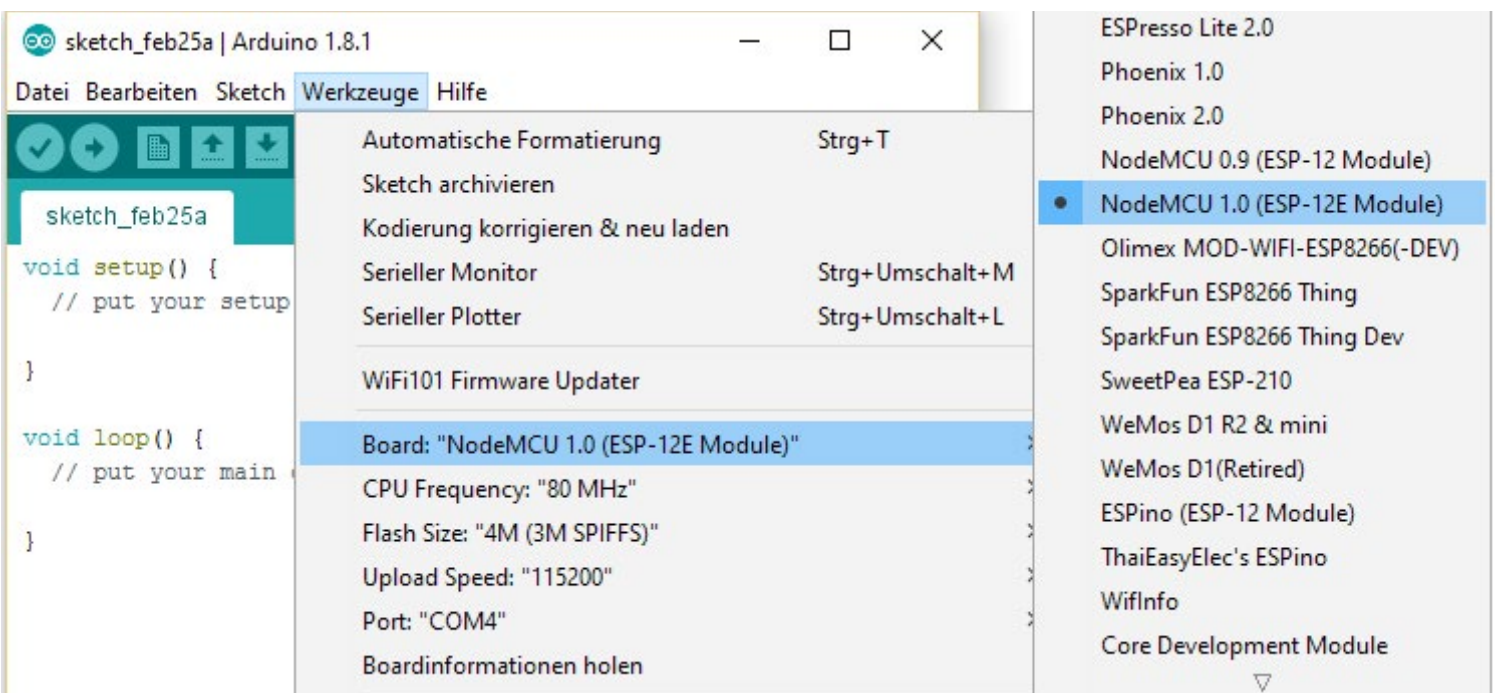 sketch_feb25a | Arduino 1.8.1
Datei Bearbeiten Sketch Werkzeuge Hilfe
sketch_feb25a
void setup() {
// put your setup
}
void loop() {
// put your main
}
Automatische Formatierung Strg+T
Sketch archivieren
Kodierung korrigieren & neu laden
Serieller Monitor Strg+Umschalt+M
Serieller Plotter Strg+Umschalt+L
WiFi101 Firmware Updater
Board: "NodeMCU 1.0 (ESP-12E Module)"
CPU Frequency: "80 MHz"
Flash Size: "4M (3M SPIFFS)"
Upload Speed: "115200"
Port: "COM4"
Boardinformationen holen
ESPresso Lite 2.0
Phoenix 1.0
Phoenix 2.0
NodeMCU 0.9 (ESP-12 Module)
NodeMCU 1.0 (ESP-12E Module)
Olimex MOD-WIFI-ESP8266(-DEV)
SparkFun ESP8266 Thing
SparkFun ESP8266 Thing Dev
SweetPea ESP-210
WeMos D1 R2 & mini
WeMos D1(Retired)
ESPino (ESP-12 Module)
ThaiEasyElec's ESPino
WifInfo
Core Development Module